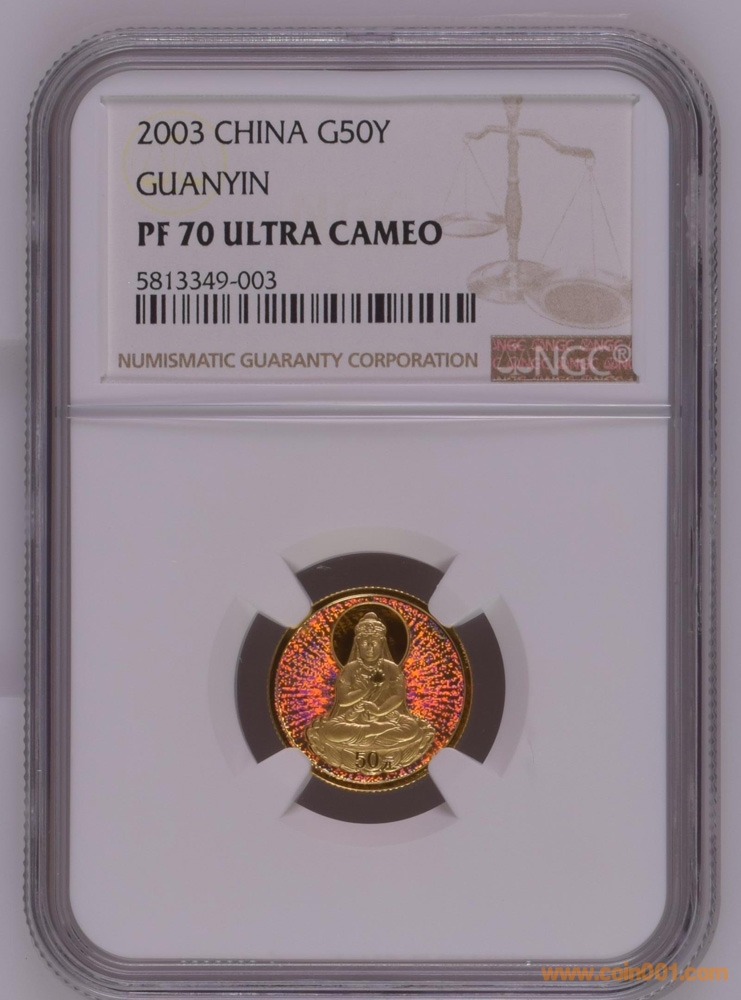 2003 CHINA G50Y
GUANYIN
PF 70 ULTRA CAMEO
5813349-003
NUMISMATIC GUARANTY CORPORATION
NGC®
50元
www.coin001.com